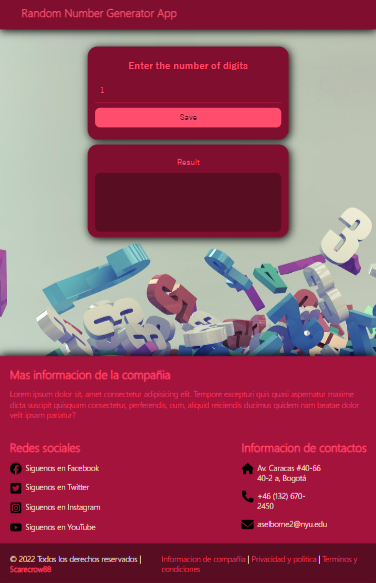 Random Number Generator App
Enter the number of digits
1
Save
Result
Mas informacion de la compañia
Lorem ipsum dolor sit, amet consectetur adipisicing elit. Tempore excepturi quis quasi aspernatur maxime
dicta suscipit quisquam consectetur, perferendis, cum, aliquid reiciendis ducimus quidem nam beatae dolor
velit ipsam pariatur?
Redes sociales
Siguenos en Facebook
Siguenos en Twitter
Siguenos en Instagram
Siguenos en YouTube
Informacion de contactos
Av. Caracas #40-66
40-2 a, Bogotá
+46 (132) 670-
2450
aselborne2@nyu.edu
© 2022 Todos los derechos reservados |
Scarecrow88
Informacion de compañia | Privacidad y politica | Terminos y
condiciones